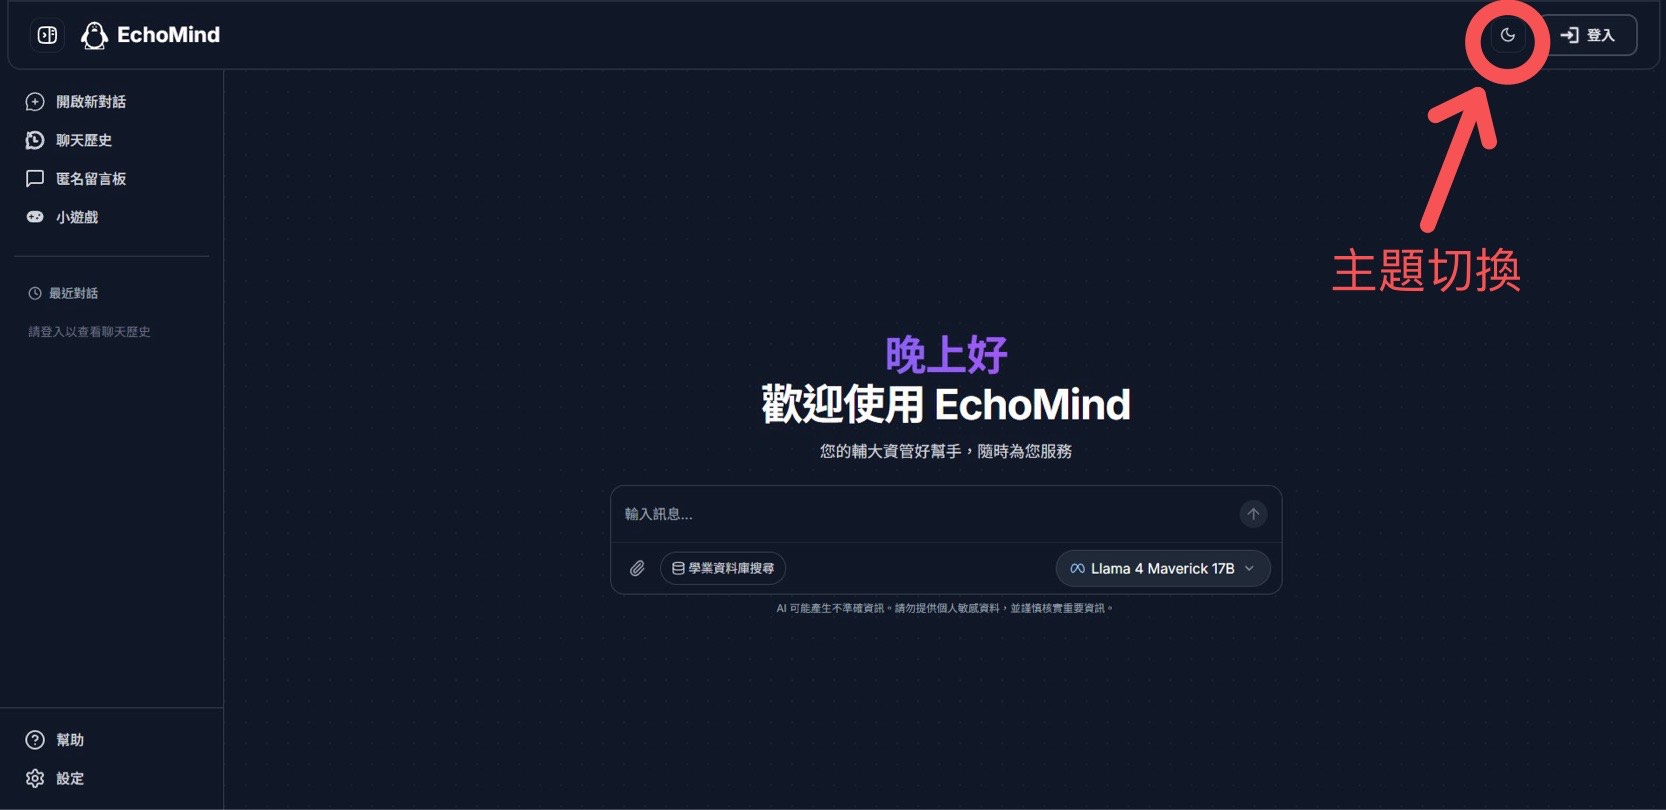 EchoMind
登入
開啟新對話
聊天歷史
匿名留言板
小遊戲
最近對話
請登入以查看聊天歷史
主題切換
晚上好
歡迎使用 EchoMind
您的輔大資管好幫手，隨時為您服務
輸入訊息...
學業資料庫搜尋
Llama 4 Maverick 17B
AI 可能產生不準確資訊。請勿提供個人敏感資料，並謹慎核實重要資訊。
幫助
設定